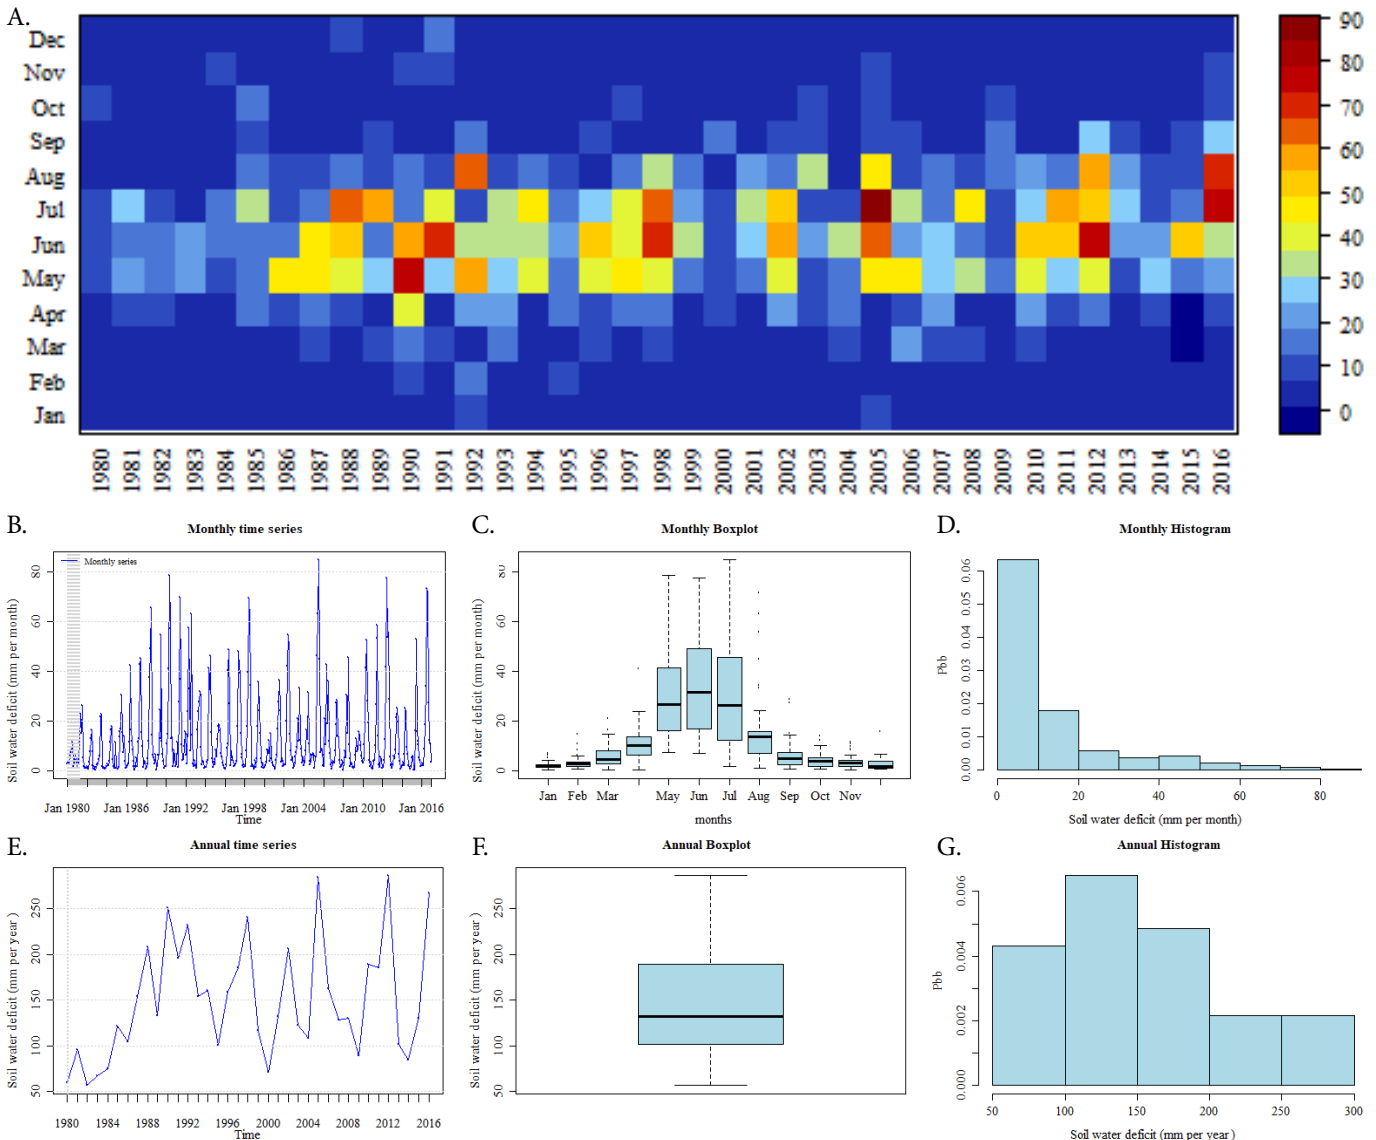 A.
Dec
Nov
Oct
Sep
Aug
Jul
Jun
May
Apr
Mar
Feb
Jan
90
80
70
60
50
40
30
20
10
0
1980 1981 1982 1983 1984 1985 1986 1987 1988 1989 1990 1991 1992 1993 1994 1995 1996 1997 1998 1999 2000 2001 2002 2003 2004 2005 2006 2007 2008 2009 2010 2011 2012 2013 2014 2015 2016
B.
Monthly time series
Monthly series
Soil water deficit (mm per month)
80
60
40
20
0
Jan 1980 Jan 1986 Jan 1992 Jan 1998 Jan 2004 Jan 2010 Jan 2016
Time
C.
Monthly Boxplot
Soil water deficit (mm per month)
80
60
40
20
0
Jan Feb Mar May Jun Jul Aug Sep Oct Nov
months
D.
Monthly Histogram
Pbb
0.06
0.05
0.04
0.03
0.02
0.01
0.00
0 20 40 60 80
Soil water deficit (mm per month)
E.
Annual time series
Soil water deficit (mm per year )
250
200
150
100
50
1980 1984 1988 1992 1996 2000 2004 2008 2012 2016
Time
F.
Annual Boxplot
Soil water deficit (mm per year )
250
200
150
100
50
G.
Annual Histogram
Pbb
0.006
0.004
0.002
0.000
50 100 150 200 250 300
Soil water deficit (mm per year )